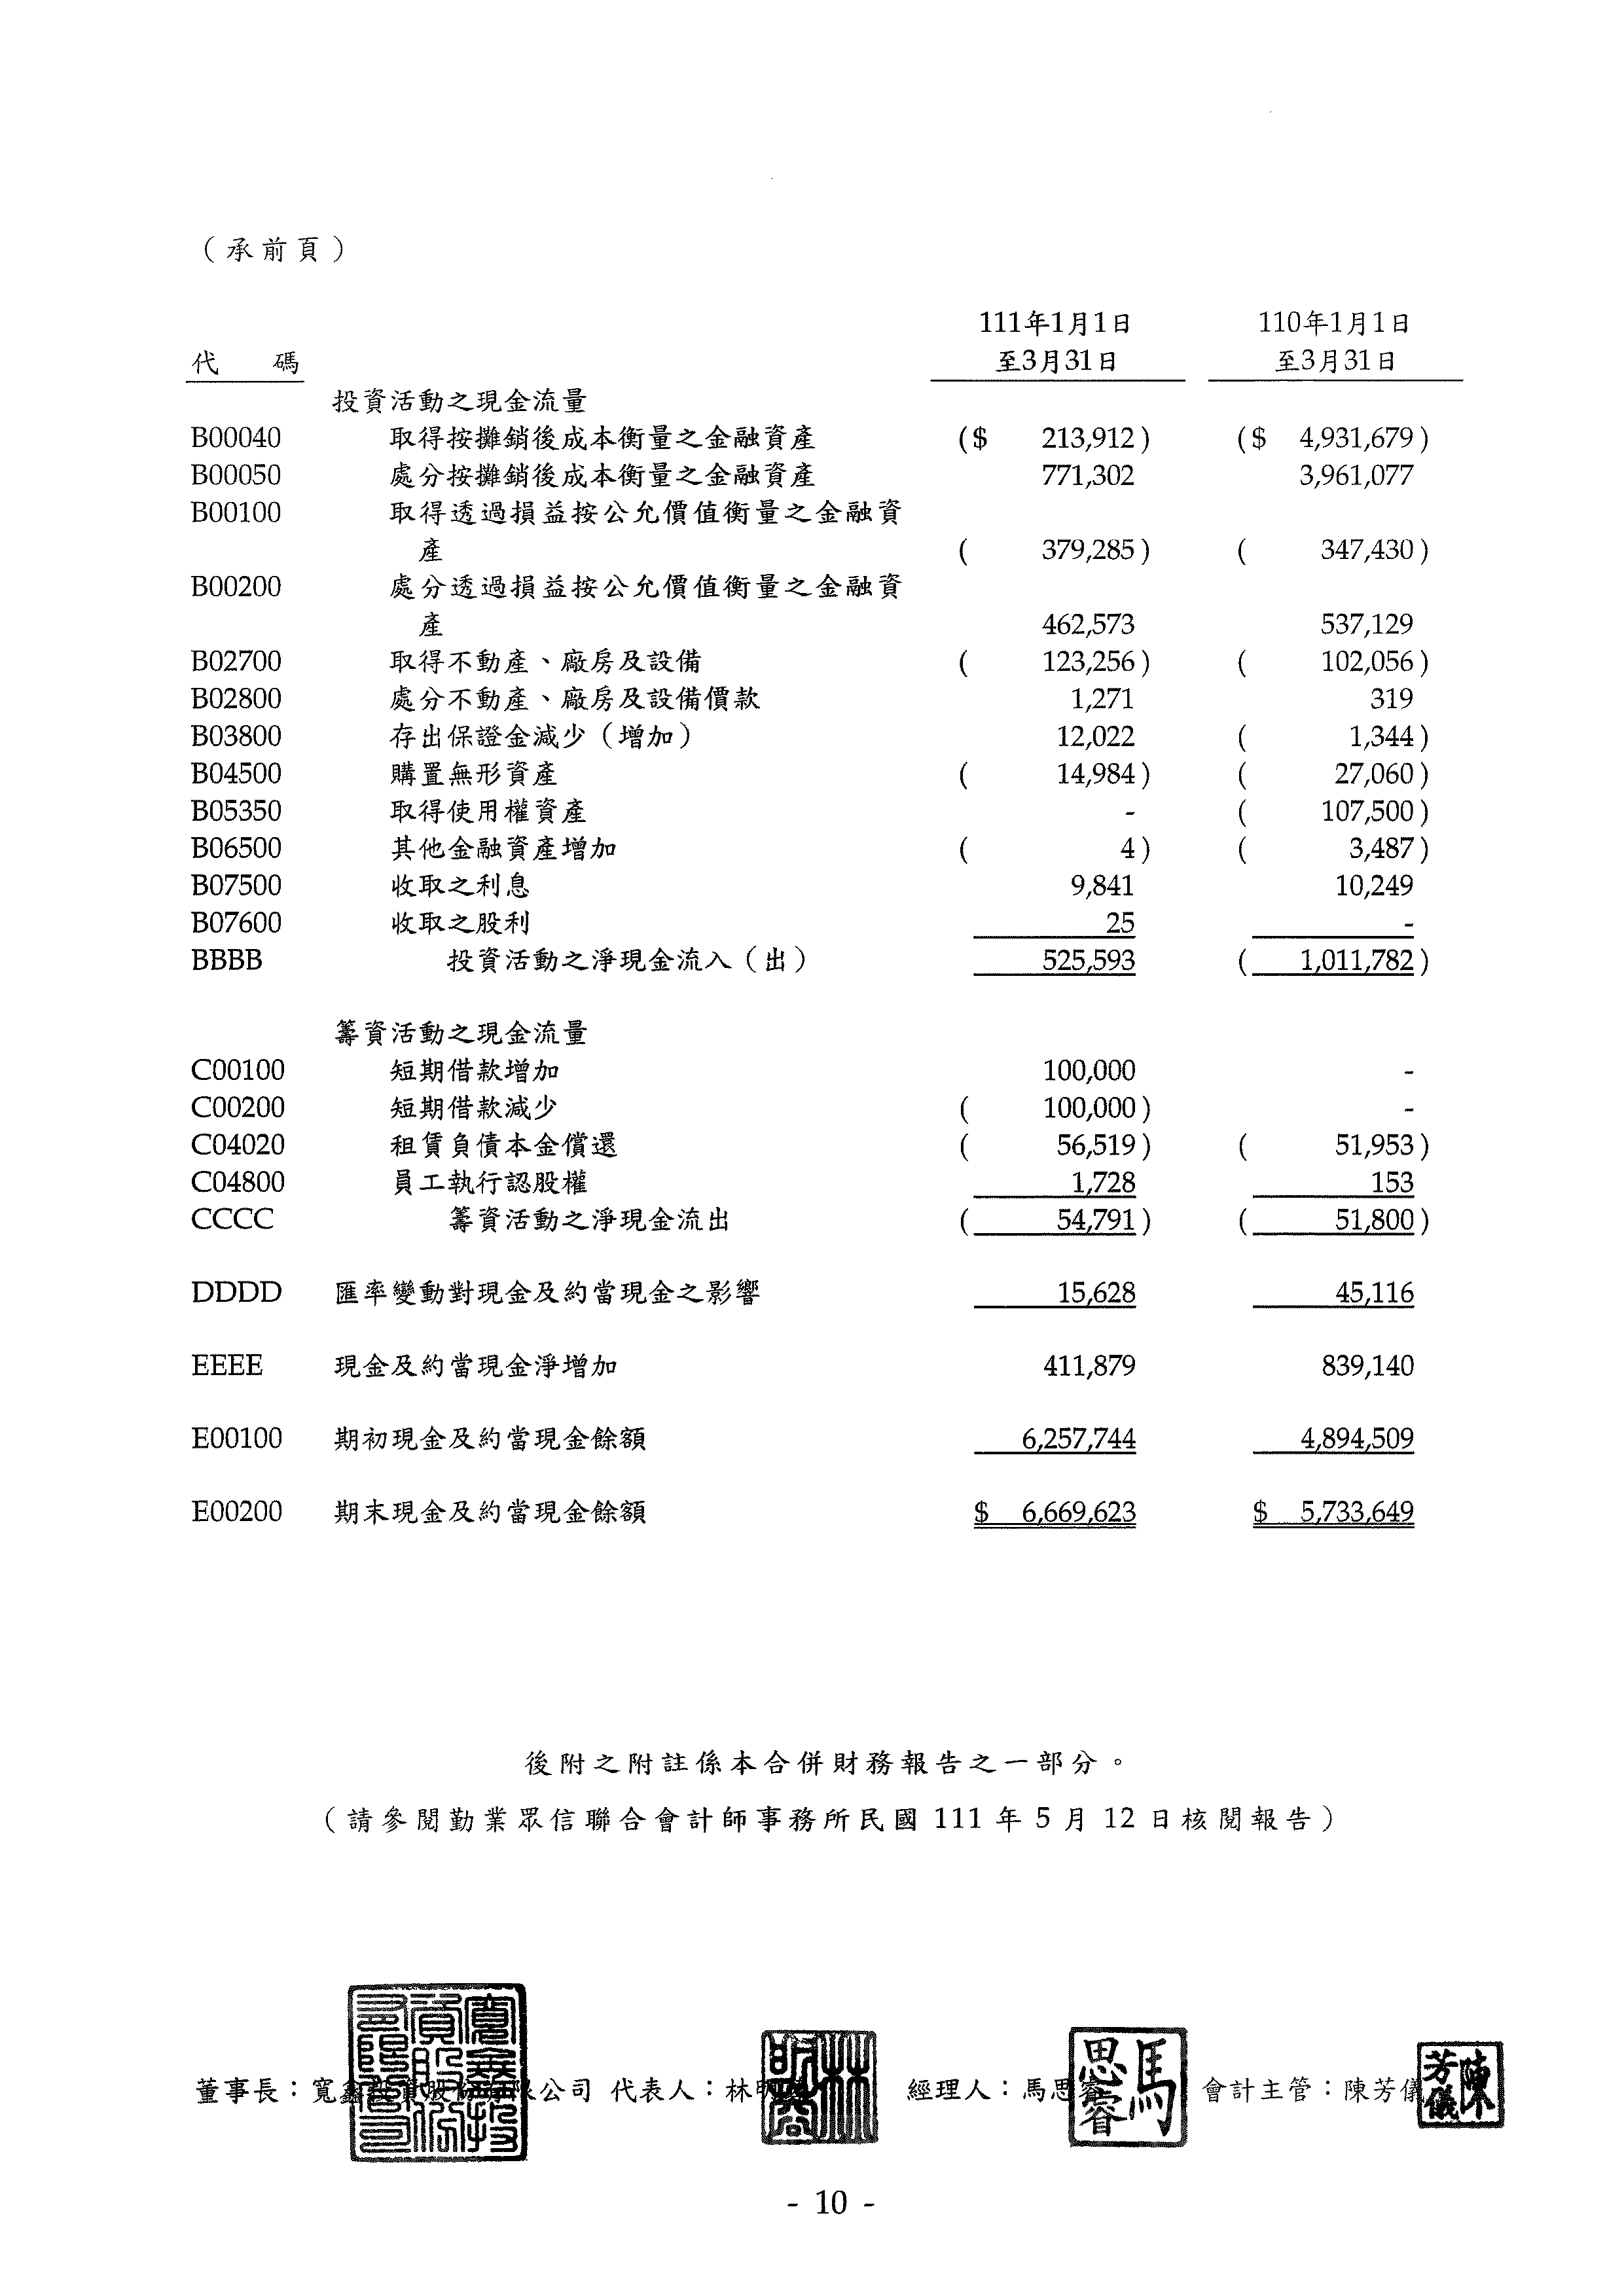 （承前頁）
111年1月1日 110年1月1日
代 碼 至3月31日 至3月31日
投資活動之現金流量
B00040 取得按攤銷後成本衡量之金融資產 ($ 213,912) ($ 4,931,679)
B00050 處分按攤銷後成本衡量之金融資產 771,302 3,961,077
B00100 取得透過損益按公允價值衡量之金融資
產 ( 379,285) ( 347,430)
B00200 處分透過損益按公允價值衡量之金融資
產 462,573 537,129
B02700 取得不動產、廠房及設備 ( 123,256) ( 102,056)
B02800 處分不動產、廠房及設備價款 1,271 319
B03800 存出保證金減少（增加） 12,022 ( 1,344)
B04500 購置無形資產 ( 14,984) ( 27,060)
B05350 取得使用權資產 - ( 107,500)
B06500 其他金融資產增加 ( 4) ( 3,487)
B07500 收取之利息 9,841 10,249
B07600 收取之股利 25 -
BBBB 投資活動之淨現金流入（出） 525,593 ( 1,011,782)
籌資活動之現金流量
C00100 短期借款增加 100,000 -
C00200 短期借款減少 ( 100,000) -
C04020 租賃負債本金償還 ( 56,519) ( 51,953)
C04800 員工執行認股權 1,728 153
CCCC 籌資活動之淨現金流出 ( 54,791) ( 51,800)
DDDD 匯率變動對現金及約當現金之影響 15,628 45,116
EEEE 現金及約當現金淨增加 411,879 839,140
E00100 期初現金及約當現金餘額 6,257,744 4,894,509
E00200 期末現金及約當現金餘額 $ 6,669,623 $ 5,733,649
後附之附註係本合併財務報告之一部分。
（請參閱勤業眾信聯合會計師事務所民國 111 年 5 月 12 日核閱報告）
董事長：寬鑫投資股份有限公司 代表人：林 經理人：馬思睿 會計主管：陳芳儀
馬思睿
陳芳儀
- 10 -